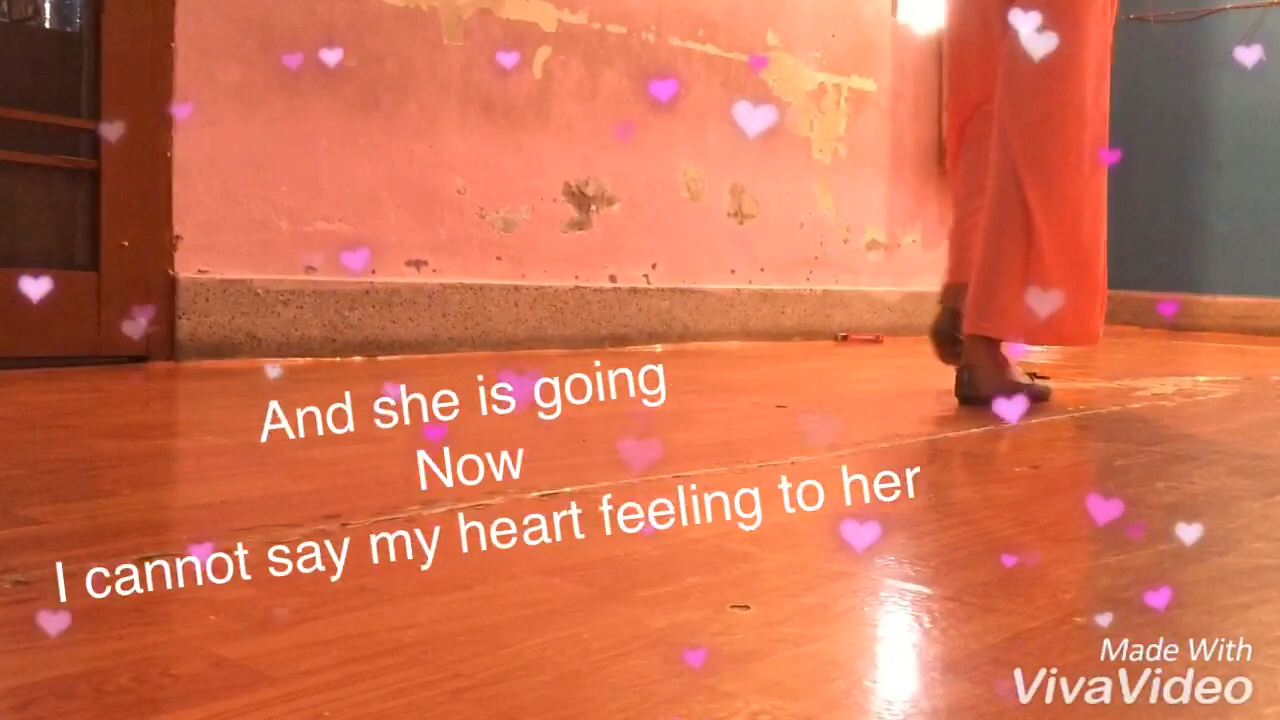 And she is going
Now
I cannot say my heart feeling to her
Made With
VivaVideo